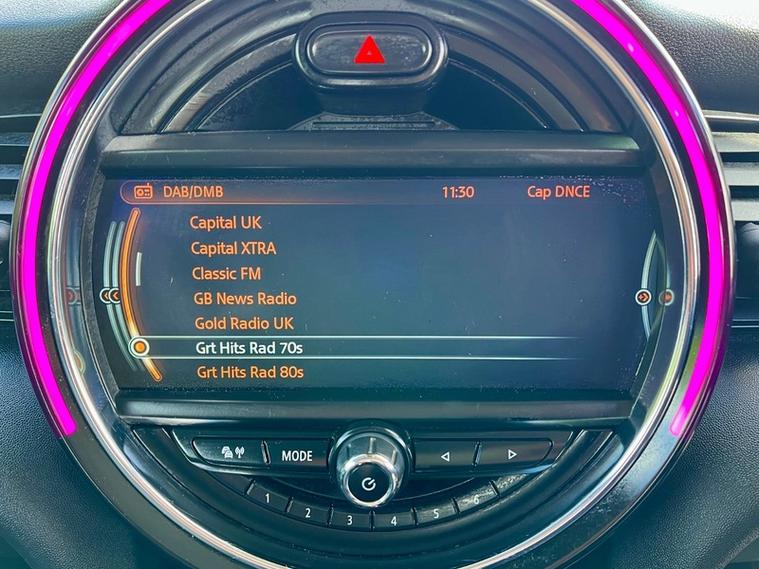 DAB/DMB 11:30 Cap DNCE
Capital UK
Capital XTRA
Classic FM
GB News Radio
Gold Radio UK
Grt Hits Rad 70s
Grt Hits Rad 80s
MODE
1 2 3 4 5 6